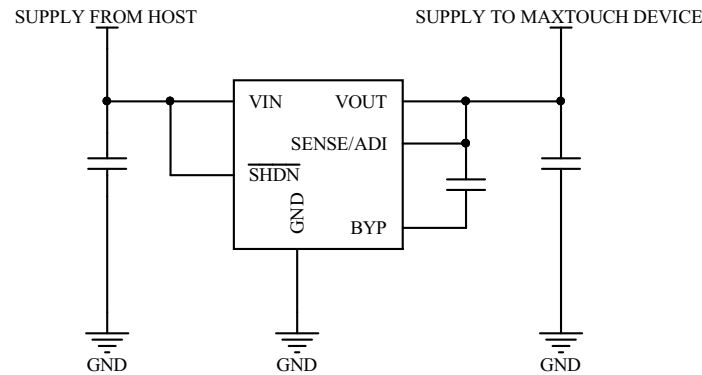 SUPPLY FROM HOST
SUPPLY TO MAXTOUCH DEVICE
VIN
VOUT
SENSE/ADI
SHDN
GND
BYP
GND
GND
GND